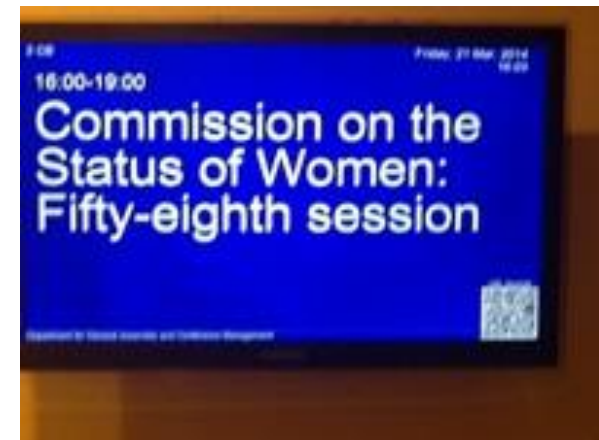 Friday, 21 Mar. 2014
16:00-19:00
Commission on the
Status of Women:
Fifty-eighth session
Department for General Assembly and Conference Management